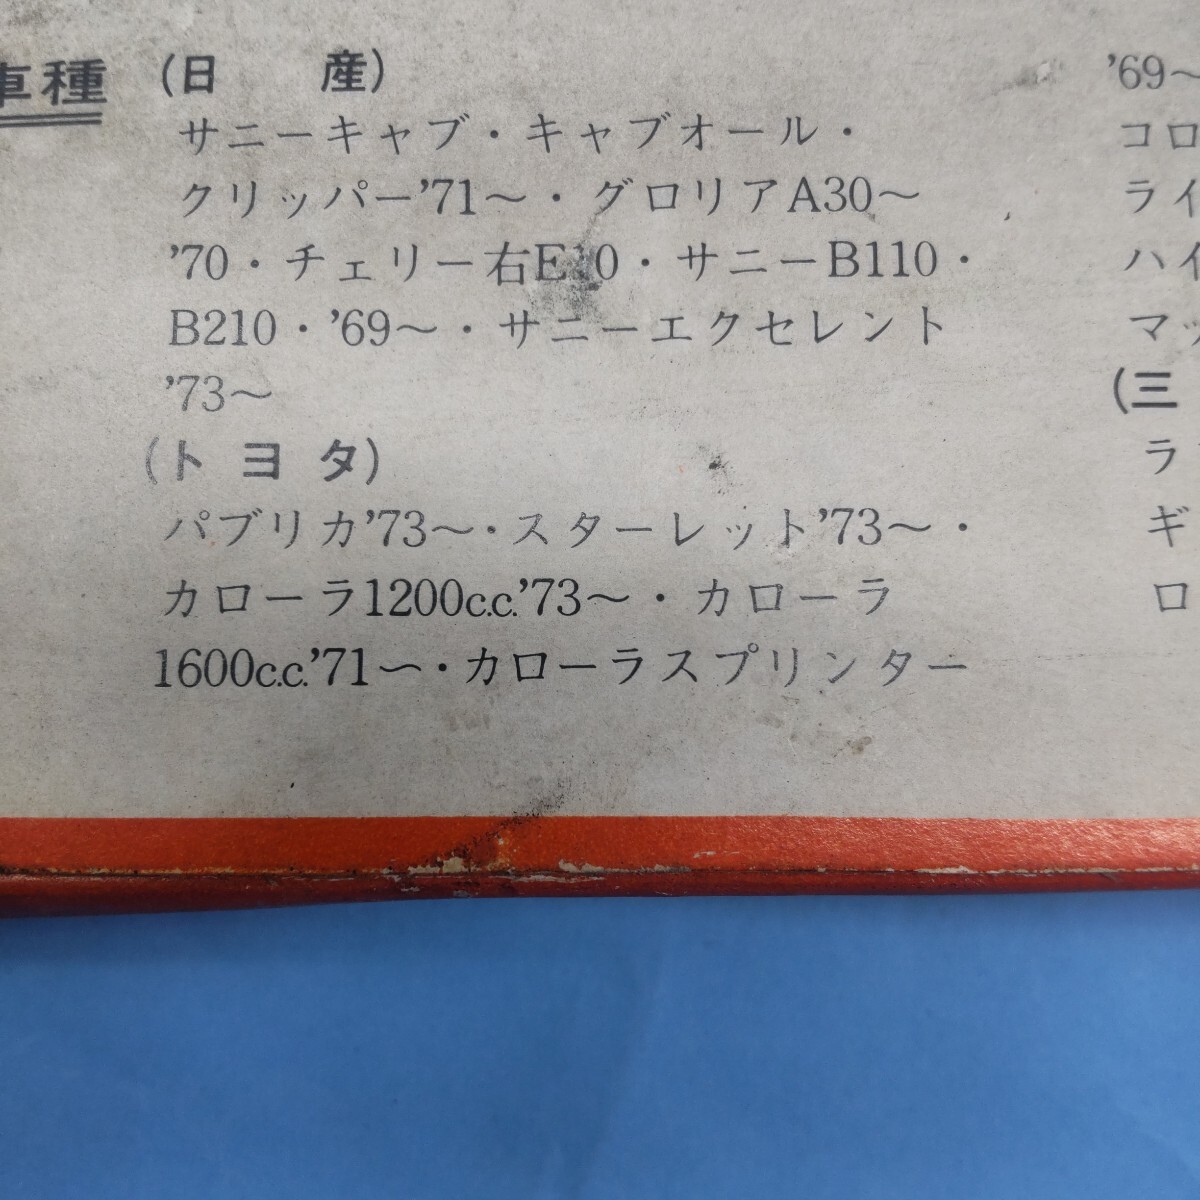 車種
(日 産)
サニーキャブ・キャブオール・
クリッパー'71〜・グロリアA30〜
'70・チェリー右E10・サニーB110・
B210・'69〜・サニーエクセレント
'73〜
(トヨタ)
パブリカ'73〜・スターレット'73〜・
カローラ1200c.c.'73〜・カローラ
1600c.c.'71〜・カローラスプリンター
'69〜
コロ
ライ
ハイ
マッ
(三
ラ
ギ
ロ